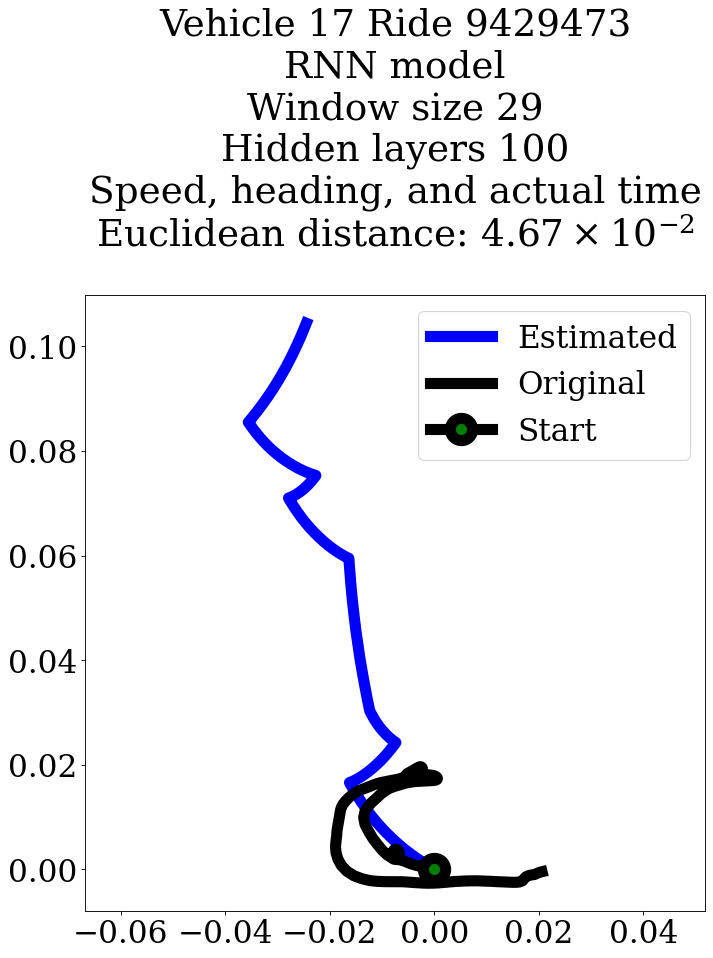 Vehicle 17 Ride 9429473
RNN model
Window size 29
Hidden layers 100
Speed, heading, and actual time
Euclidean distance: 4.67 × 10⁻²
Estimated
Original
Start
0.10
0.08
0.06
0.04
0.02
0.00
−0.06 −0.04 −0.02 0.00 0.02 0.04